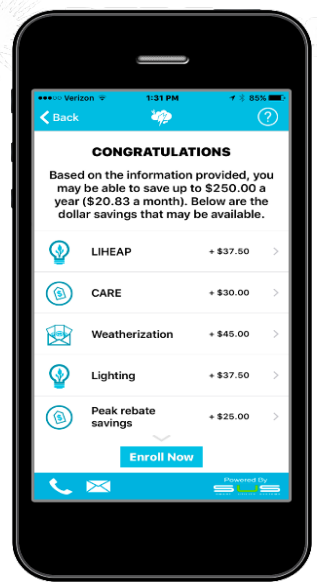 Verizon 1:31 PM 85%
Back ?
CONGRATULATIONS
Based on the information provided, you
may be able to save up to $250.00 a
year ($20.83 a month). Below are the
dollar savings that may be available.
LIHEAP + $37.50
CARE + $30.00
Weatherization + $45.00
Lighting + $37.50
Peak rebate
savings + $25.00
Enroll Now
Powered By
SUS